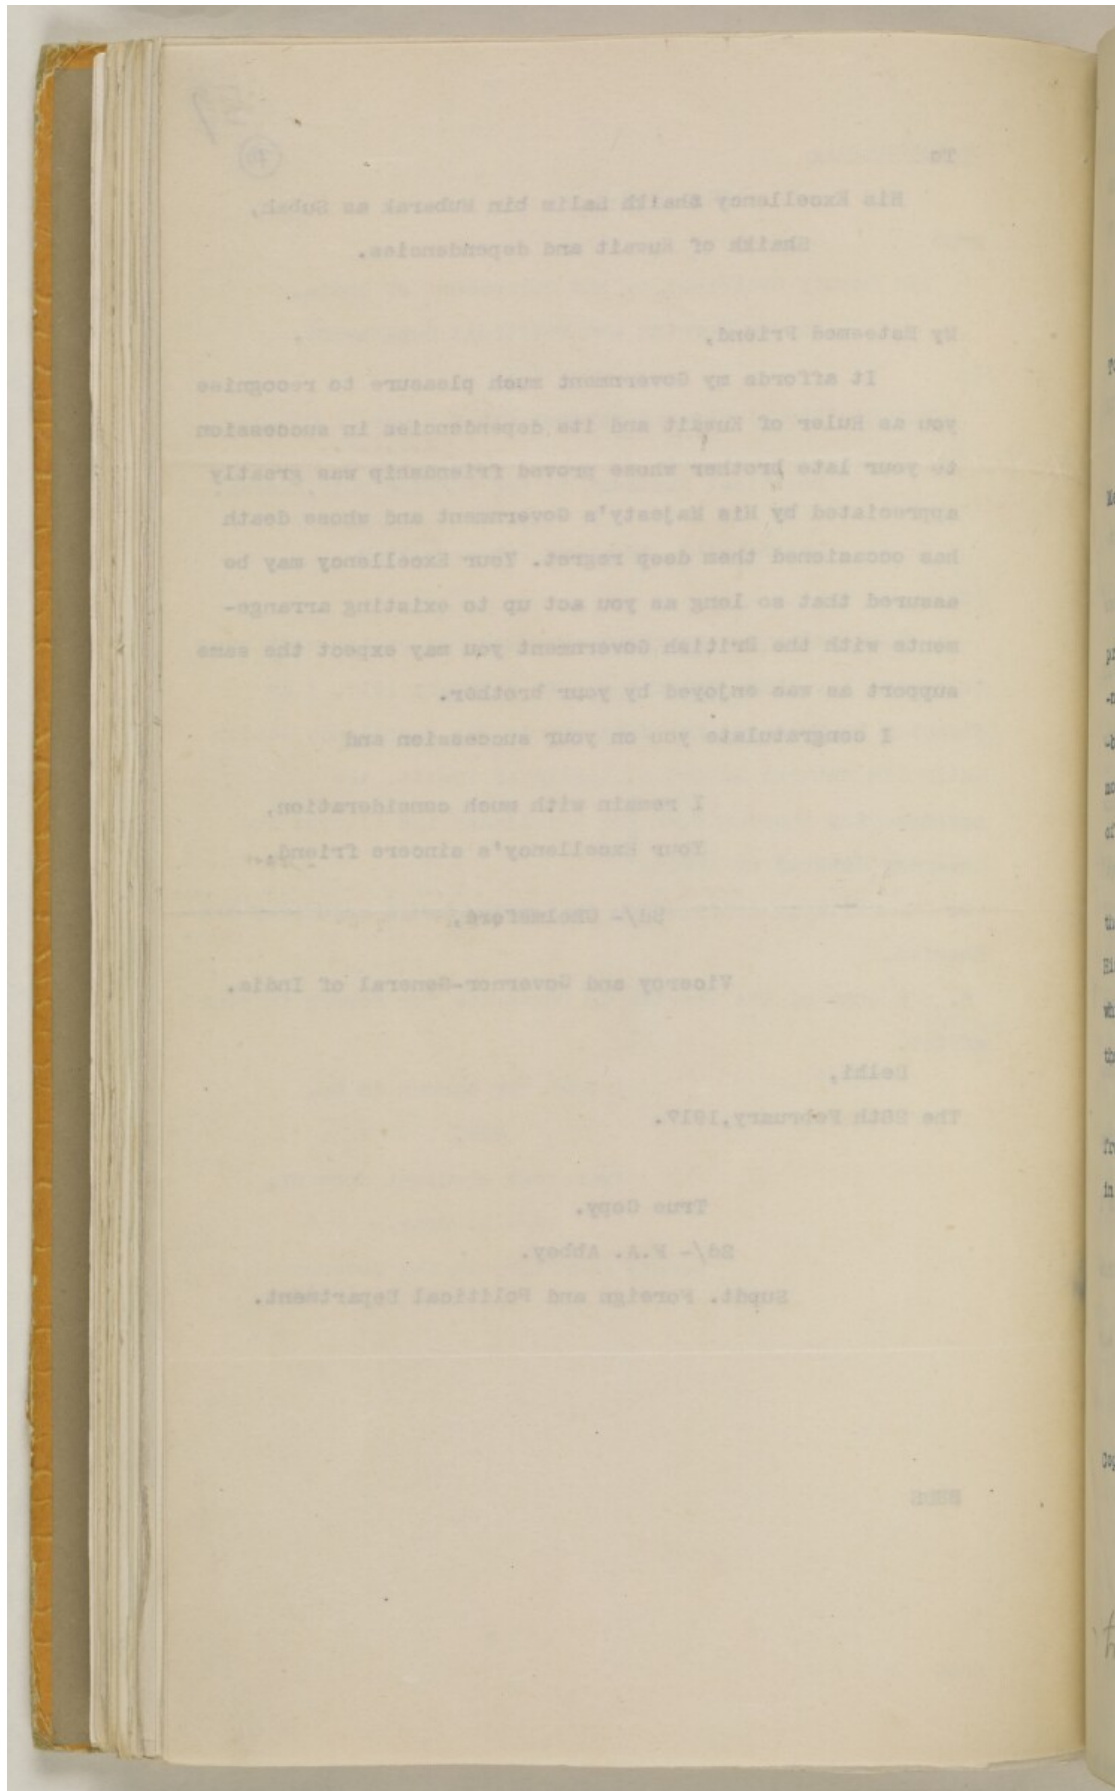 To
His Excellency Shaikh Salim bin Mubarak as Subah,
Shaikh of Kuwait and dependencies.
My Esteemed Friend,
It affords my Government much pleasure to recognise
you as Ruler of Kuwait and its dependencies in succession
to your late brother whose proved friendship was greatly
appreciated by His Majesty's Government and whose death
has occasioned them deep regret. Your Excellency may be
assured that so long as you act up to existing arrange-
ments with the British Government you may expect the same
support as was enjoyed by your brother.
I congratulate you on your succession and
I remain with much consideration,
Your Excellency's sincere friend,
Sd/- Chelmsford,
Viceroy and Governor-General of India.
Delhi,
The 28th February, 1917.
True Copy.
Sd/- F.A. Abbey.
Supdt. Foreign and Political Department.